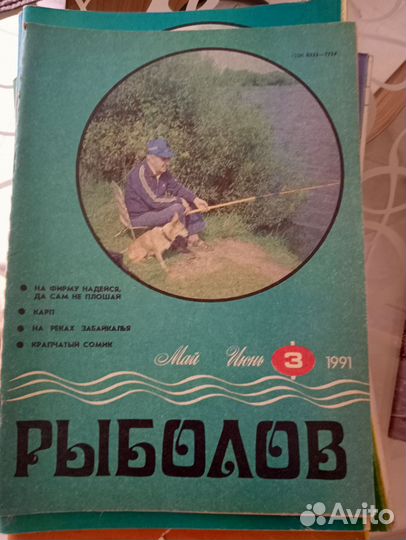 ● НА ФИРМУ НАДЕЙСЯ,
ДА САМ НЕ ПЛОШАЙ
● КАРП
● НА РЕКАХ ЗАБАЙКАЛЬЯ
● КРАПЧАТЫЙ СОМИК
Май Июнь 3 1991
РЫБОЛОВ
Avito